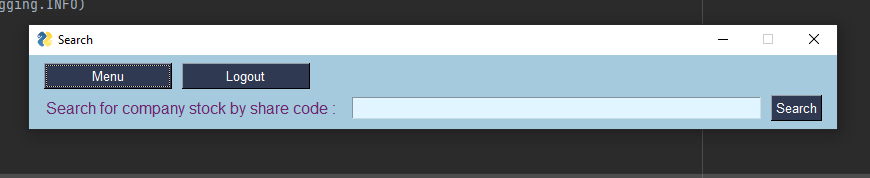 gging.INFO)
Search
Menu Logout
Search for company stock by share code : Search